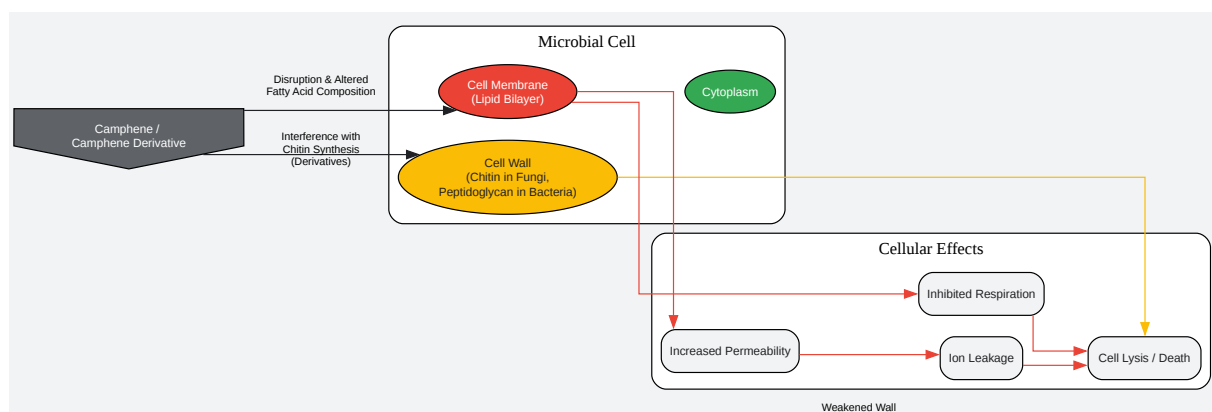 Microbial Cell
Disruption & Altered
Fatty Acid Composition
Cell Membrane
(Lipid Bilayer)
Cytoplasm
Camphene /
Camphene Derivative
Interference with
Chitin Synthesis
(Derivatives)
Cell Wall
(Chitin in Fungi,
Peptidoglycan in Bacteria)
Cellular Effects
Inhibited Respiration
Increased Permeability
Ion Leakage
Cell Lysis / Death
Weakened Wall